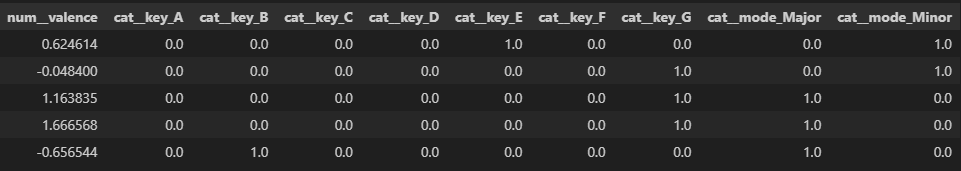 num__valence cat__key_A cat__key_B cat__key_C cat__key_D cat__key_E cat__key_F cat__key_G cat__mode_Major cat__mode_Minor
0.624614 0.0 0.0 0.0 0.0 1.0 0.0 0.0 0.0 1.0
-0.048400 0.0 0.0 0.0 0.0 0.0 0.0 1.0 0.0 1.0
1.163835 0.0 0.0 0.0 0.0 0.0 0.0 1.0 1.0 0.0
1.666568 0.0 0.0 0.0 0.0 0.0 0.0 1.0 1.0 0.0
-0.656544 0.0 1.0 0.0 0.0 0.0 0.0 0.0 1.0 0.0